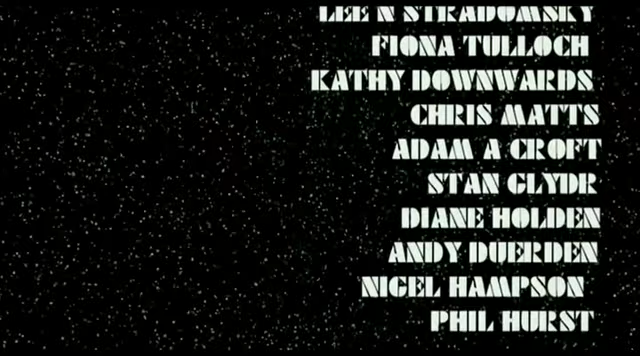 LEE N STRADOMSKY
FIONA TULLOCH
KATHY DOWNWARDS
CHRIS MATTS
ADAM A CROFT
STAN GLYDR
DIANE HOLDEN
ANDY DUERDEN
NIGEL HAMPSON
PHIL HURST